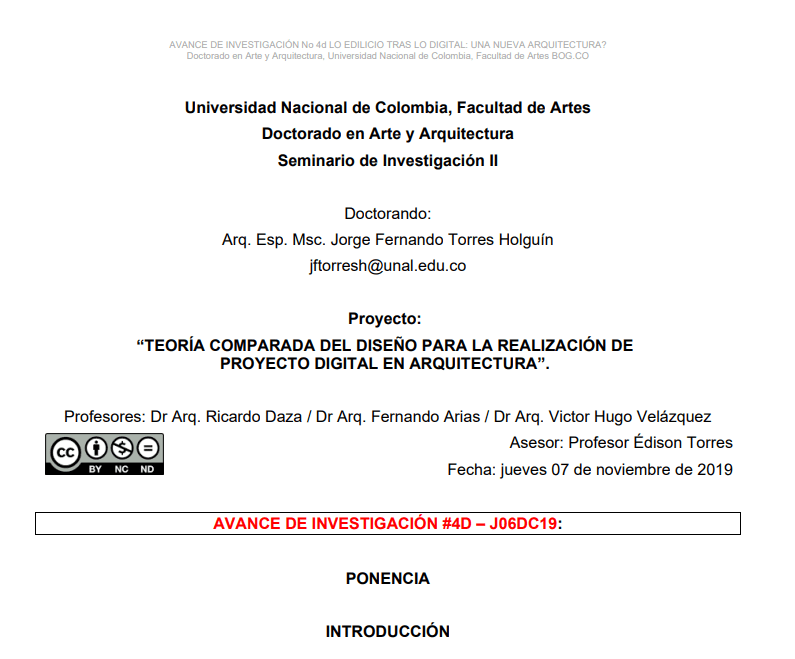 AVANCE DE INVESTIGACIÓN No 4d LO EDILICIO TRAS LO DIGITAL: UNA NUEVA ARQUITECTURA?
Doctorado en Arte y Arquitectura, Universidad Nacional de Colombia, Facultad de Artes BOG.CO
Universidad Nacional de Colombia, Facultad de Artes
Doctorado en Arte y Arquitectura
Seminario de Investigación II
Doctorando:
Arq. Esp. Msc. Jorge Fernando Torres Holguín
jftorresh@unal.edu.co
Proyecto:
“TEORÍA COMPARADA DEL DISEÑO PARA LA REALIZACIÓN DE
PROYECTO DIGITAL EN ARQUITECTURA”.
Profesores: Dr Arq. Ricardo Daza / Dr Arq. Fernando Arias / Dr Arq. Victor Hugo Velázquez
Asesor: Profesor Édison Torres
cc BY NC ND
Fecha: jueves 07 de noviembre de 2019
AVANCE DE INVESTIGACIÓN #4D – J06DC19:
PONENCIA
INTRODUCCIÓN